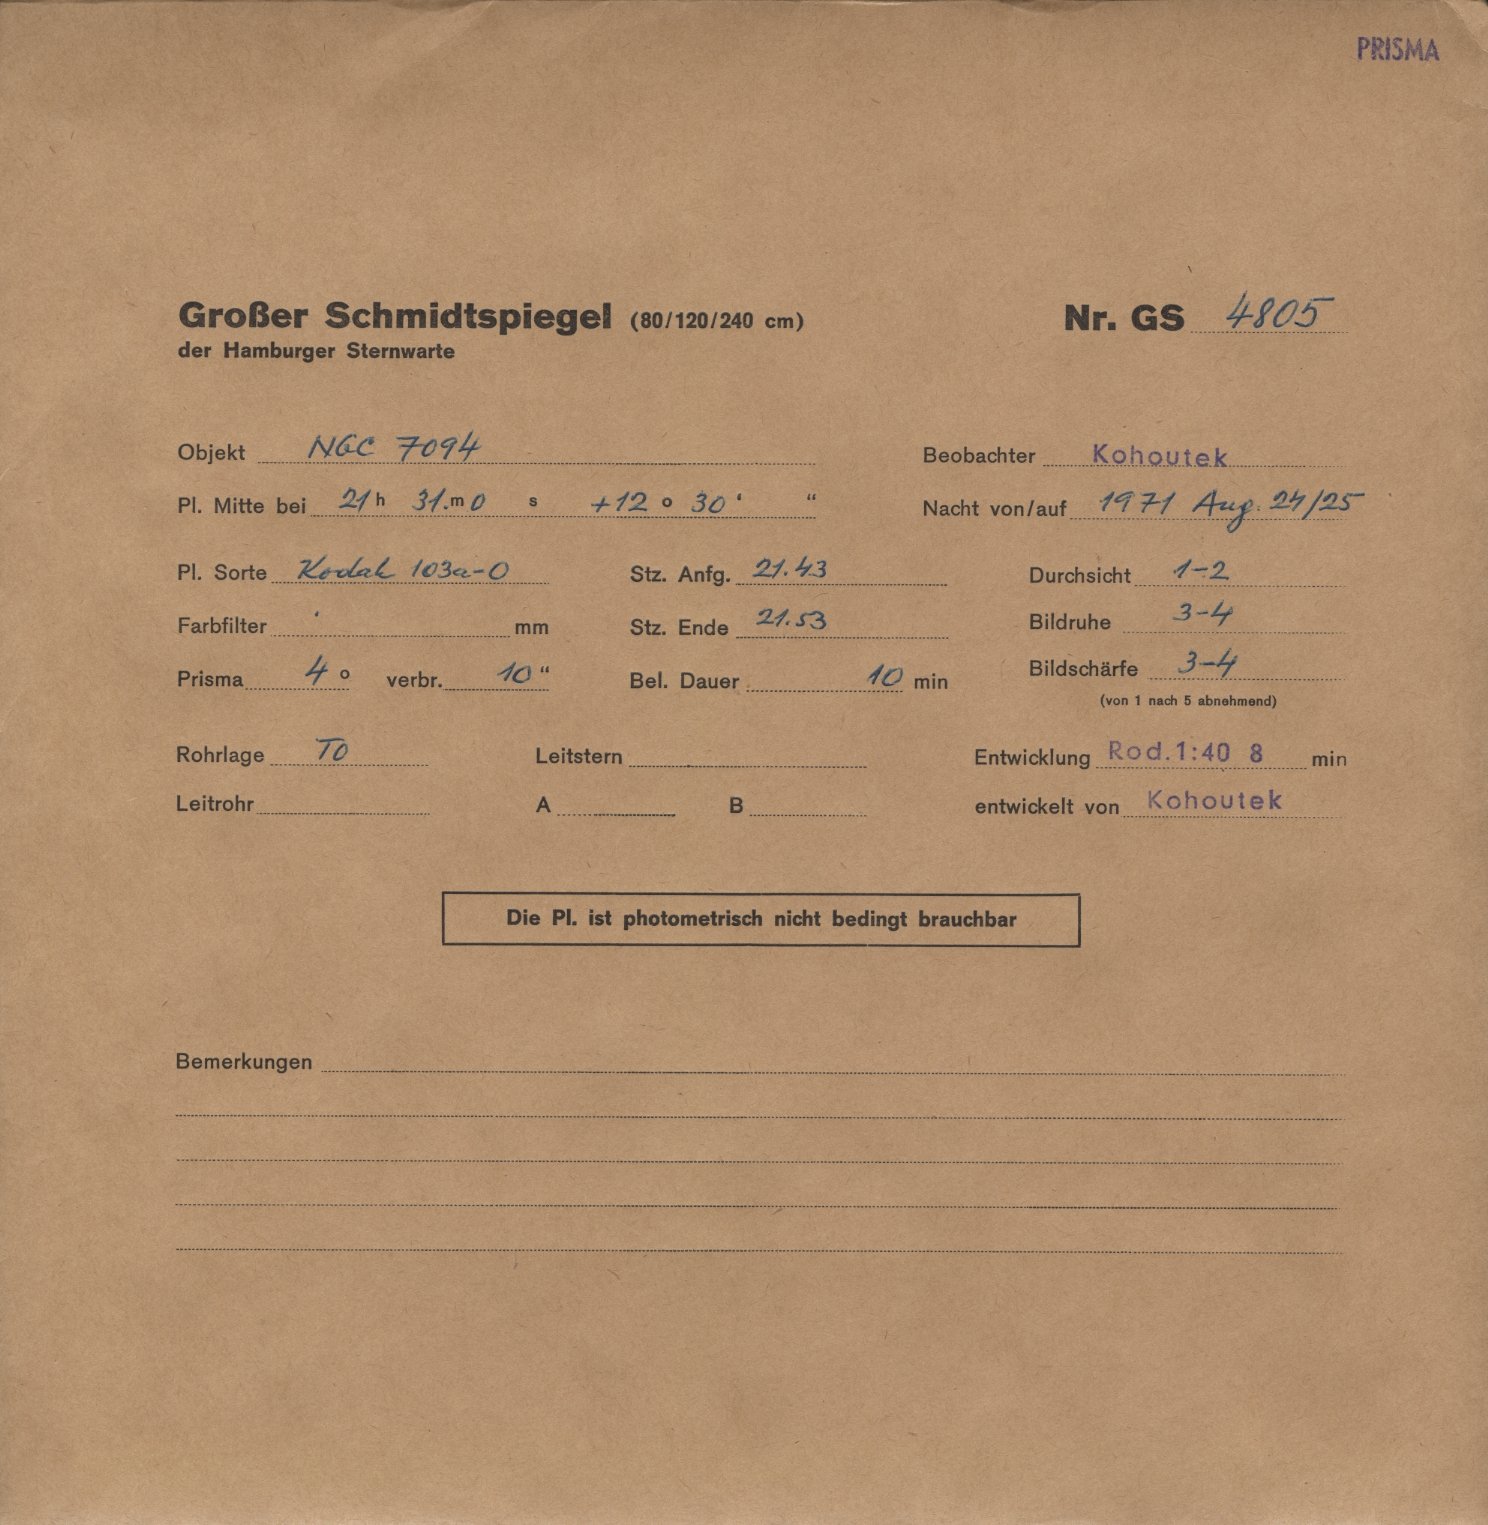 PRISMA
Großer Schmidtspiegel (80/120/240 cm) Nr. GS 4805
der Hamburger Sternwarte
Objekt NGC 7094 Beobachter Kohoutek
Pl. Mitte bei 21 h 31. m 0 s +12 o 30 ' “ Nacht von/auf 1971 Aug. 24/25
Pl. Sorte Kodak 103a-O Stz. Anfg. 21.43 Durchsicht 1-2
Farbfilter mm Stz. Ende 21.53 Bildruhe 3-4
Prisma 4 o verbr. 10 “ Bel. Dauer 10 min Bildschärfe 3-4
(von 1 nach 5 abnehmend)
Rohrlage TO Leitstern Entwicklung Rod.1:40 8 min
Leitrohr A B entwickelt von Kohoutek
Die Pl. ist photometrisch nicht bedingt brauchbar
Bemerkungen